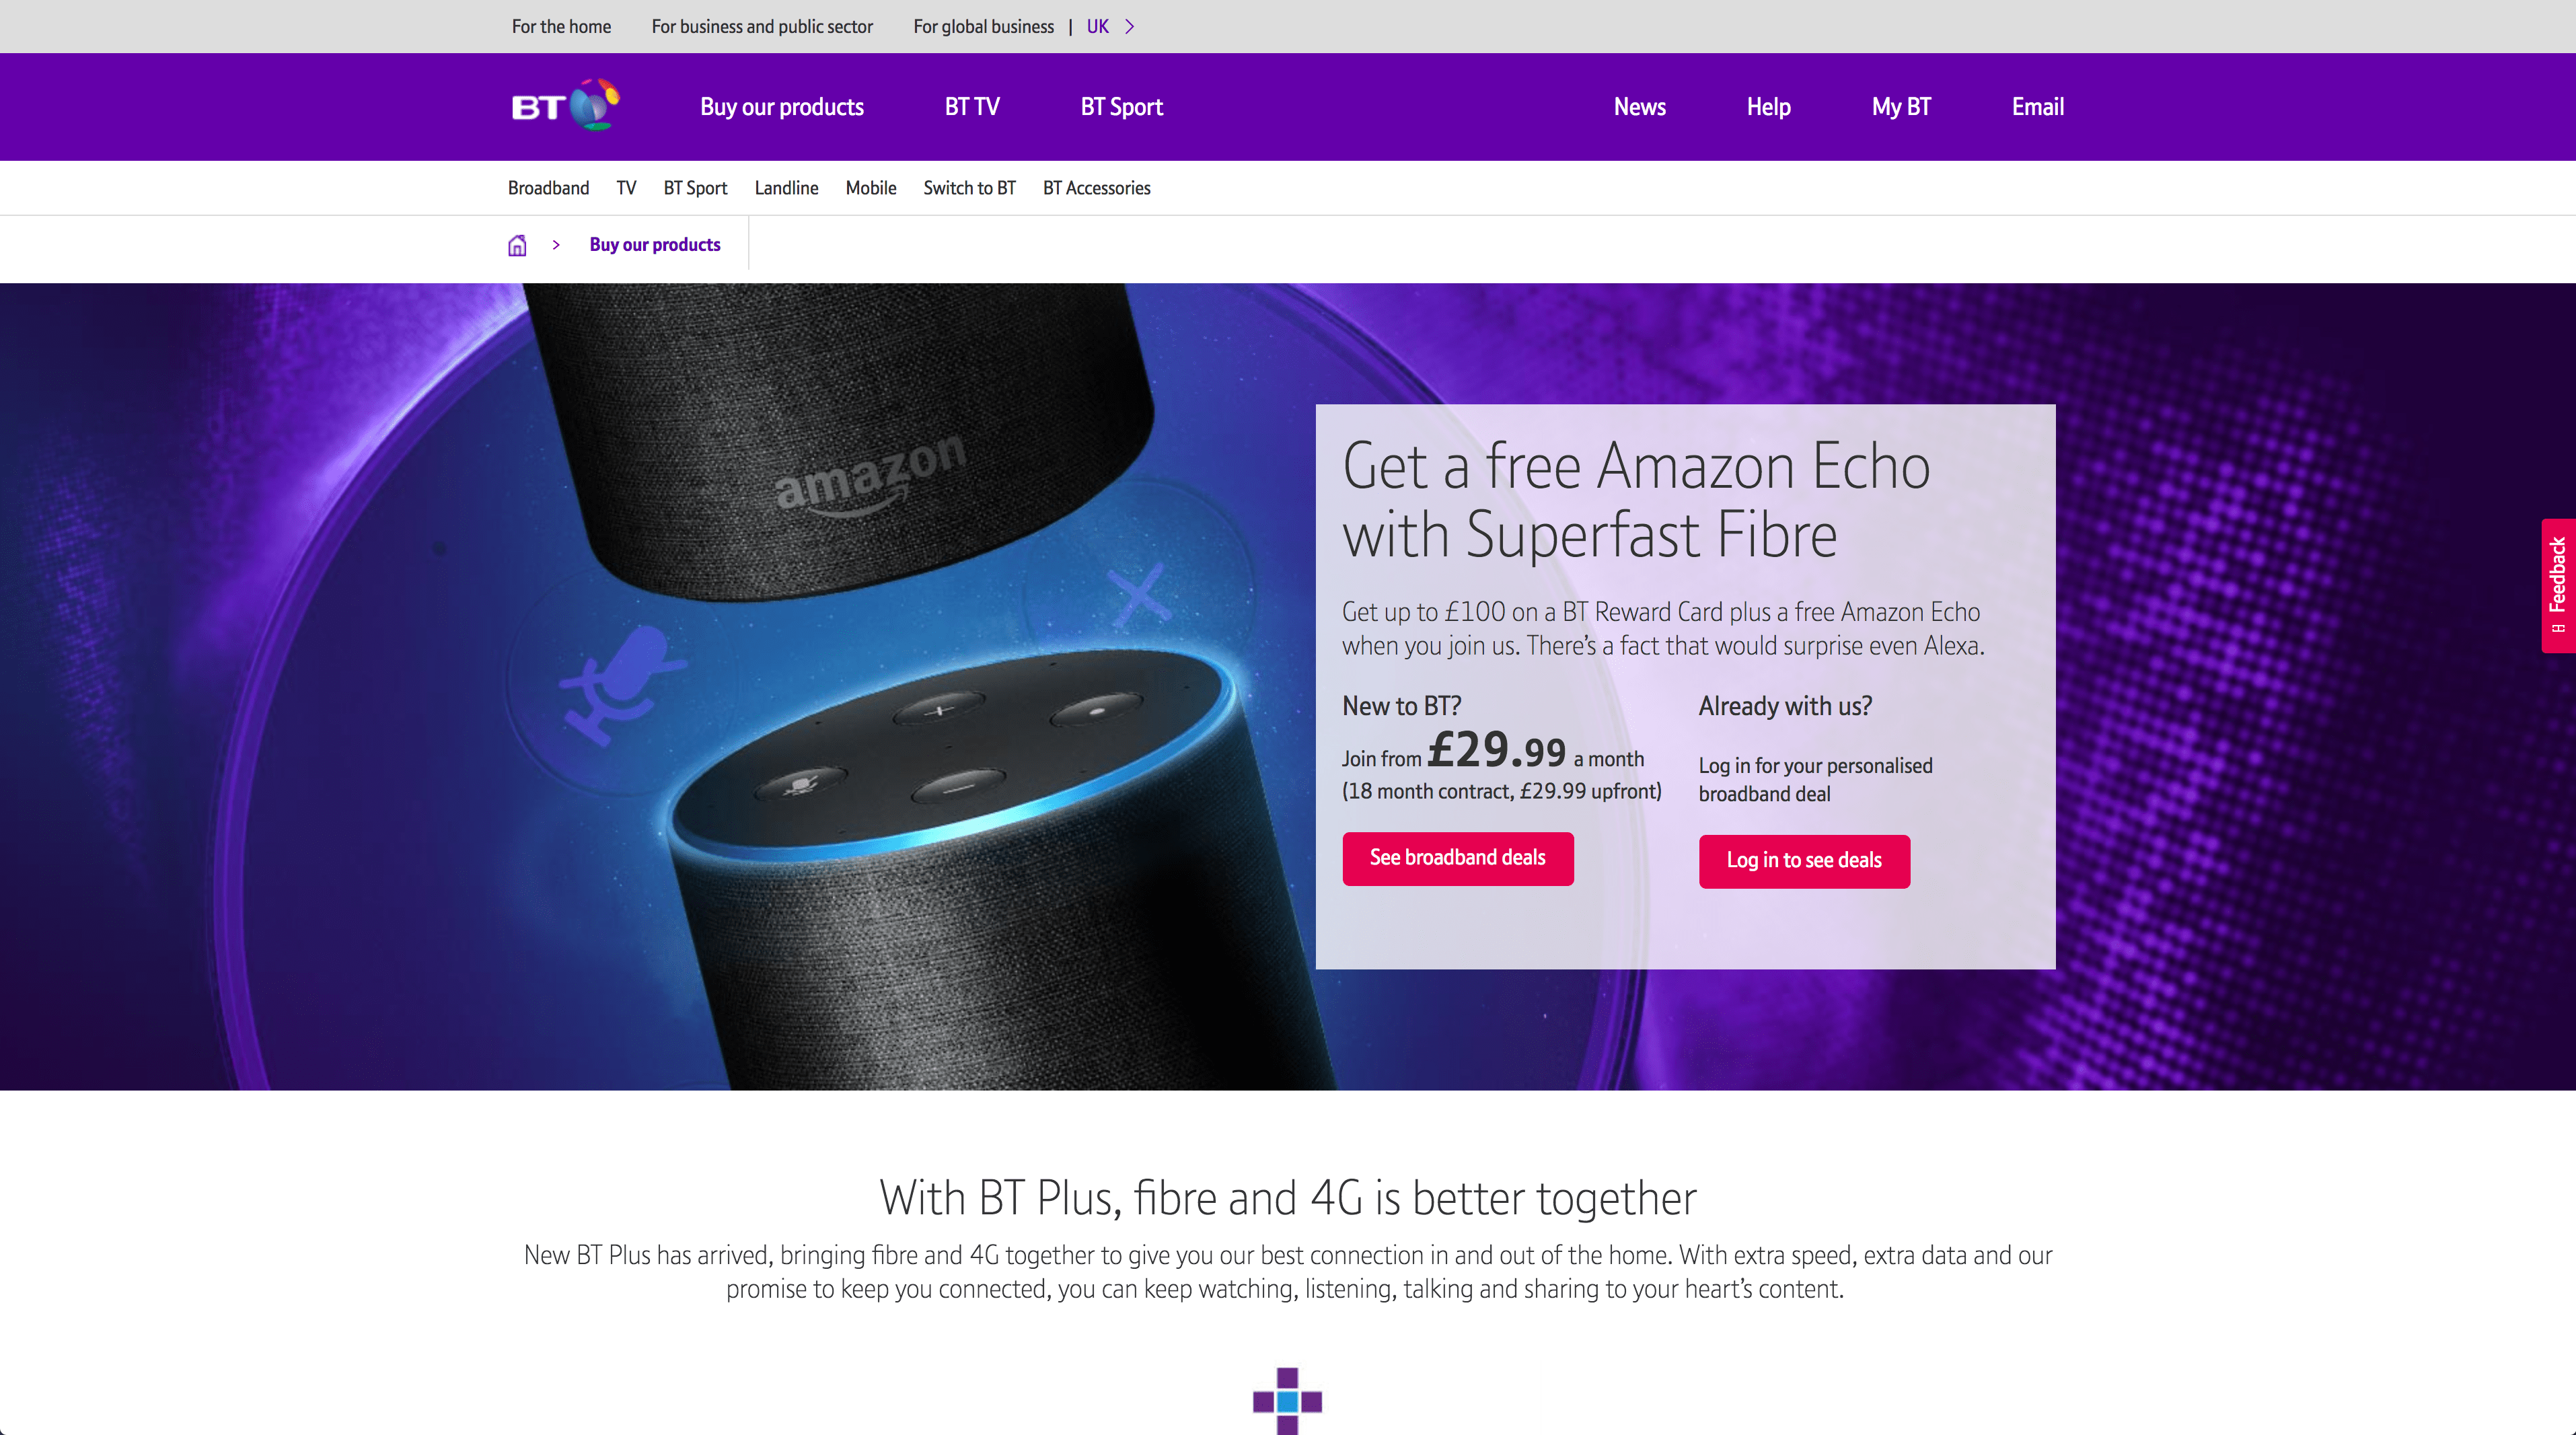 For the home For business and public sector For global business | UK >
BT Buy our products BT TV BT Sport News Help My BT Email
Broadband TV BT Sport Landline Mobile Switch to BT BT Accessories
> Buy our products
amazon
Get a free Amazon Echo
with Superfast Fibre
Get up to £100 on a BT Reward Card plus a free Amazon Echo
when you join us. There's a fact that would surprise even Alexa.
New to BT?
Join from £29.99 a month
(18 month contract, £29.99 upfront)
See broadband deals
Already with us?
Log in for your personalised
broadband deal
Log in to see deals
Feedback
With BT Plus, fibre and 4G is better together
New BT Plus has arrived, bringing fibre and 4G together to give you our best connection in and out of the home. With extra speed, extra data and our
promise to keep you connected, you can keep watching, listening, talking and sharing to your heart's content.